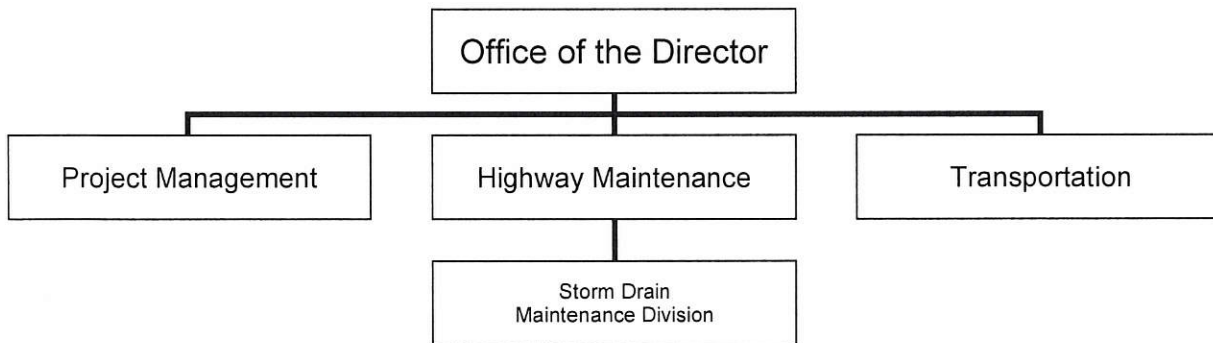 Office of the Director
Project Management
Highway Maintenance
Transportation
Storm Drain
Maintenance Division